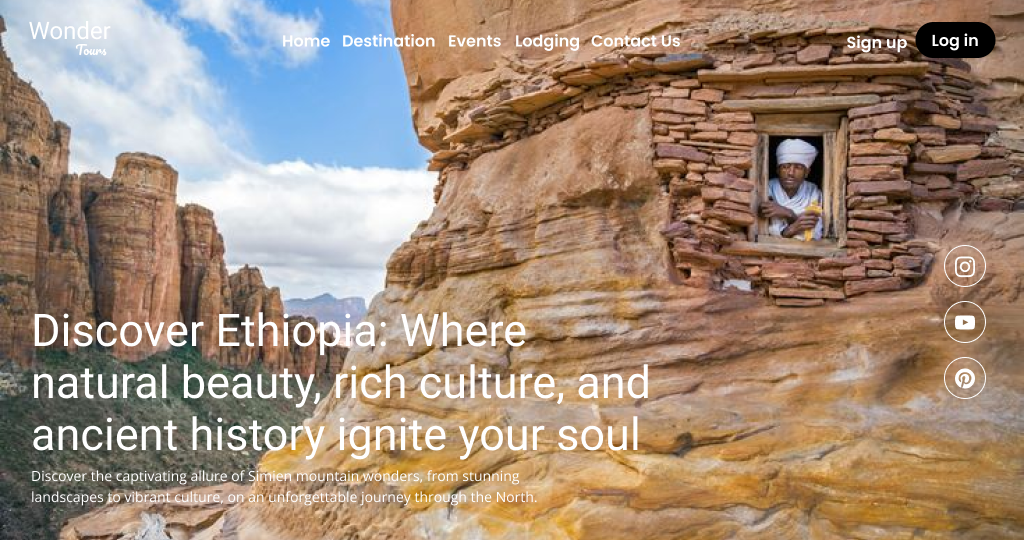 Wonder
Tours
Home Destination Events Lodging Contact Us
Sign up Log in
Discover Ethiopia: Where
natural beauty, rich culture, and
ancient history ignite your soul
Discover the captivating allure of Simien mountain wonders, from stunning
landscapes to vibrant culture, on an unforgettable journey through the North.